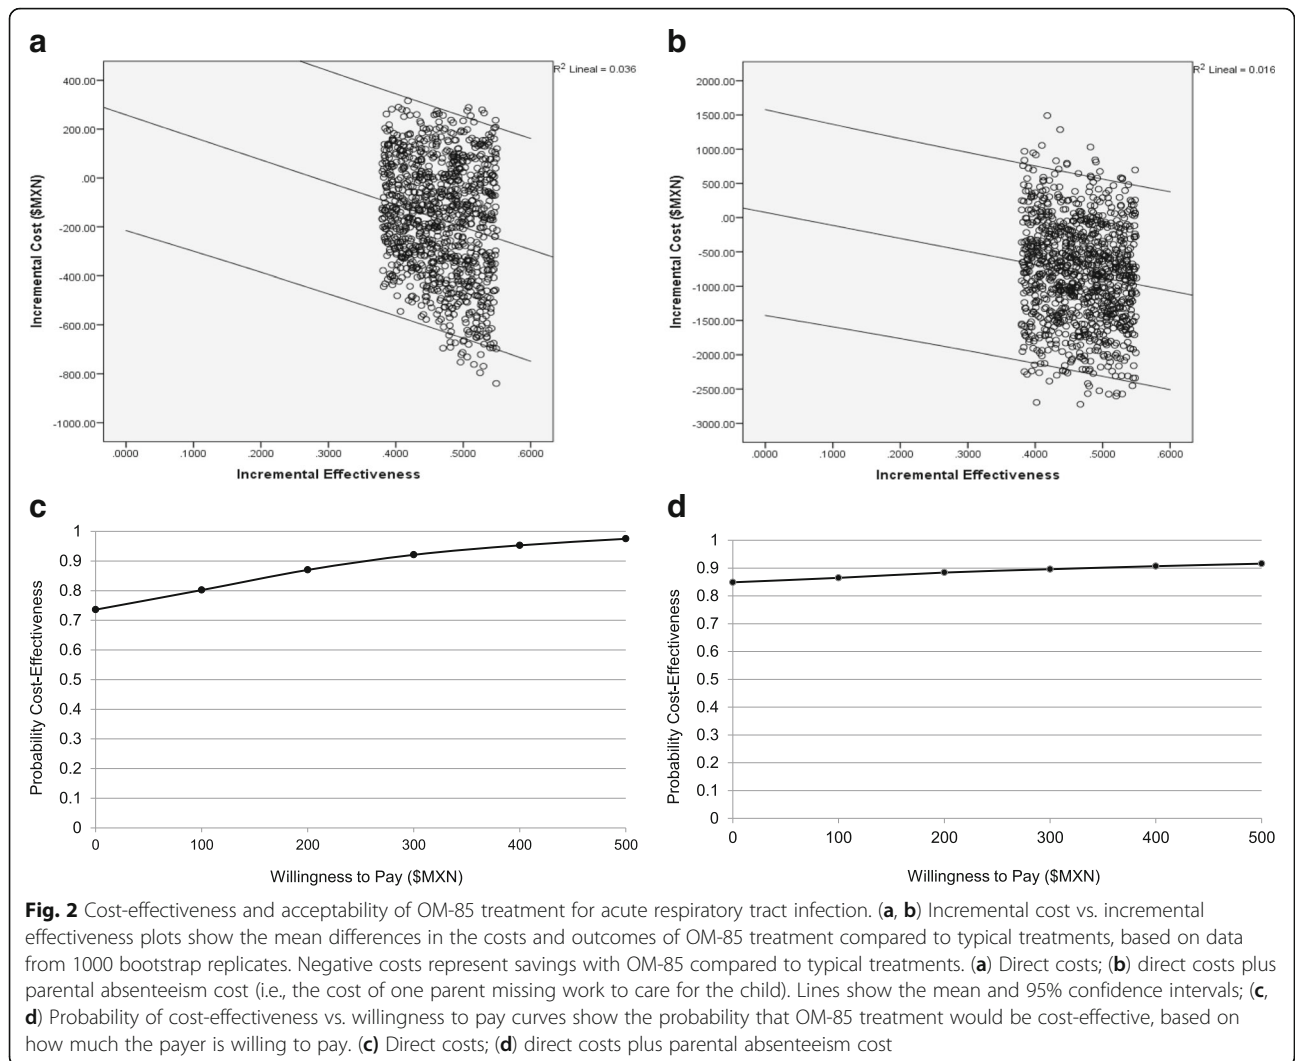 a
R² Lineal = 0.036
400.00
200.00
.00
-200.00
-400.00
-600.00
-800.00
-1000.00
Incremental Cost ($MXN)
.0000 .1000 .2000 .3000 .4000 .5000 .6000
Incremental Effectiveness
b
R² Lineal = 0.016
2000.00
1500.00
1000.00
500.00
.00
-500.00
-1000.00
-1500.00
-2000.00
-2500.00
-3000.00
Incremental Cost ($MXN)
.0000 .1000 .2000 .3000 .4000 .5000 .6000
Incremental Effectiveness
c
1
0.9
0.8
0.7
0.6
0.5
0.4
0.3
0.2
0.1
0
Probability Cost-Effectiveness
0 100 200 300 400 500
Willingness to Pay ($MXN)
d
1
0.9
0.8
0.7
0.6
0.5
0.4
0.3
0.2
0.1
0
Probability Cost-Effectiveness
0 100 200 300 400 500
Willingness to Pay ($MXN)
Fig. 2 Cost-effectiveness and acceptability of OM-85 treatment for acute respiratory tract infection. (a, b) Incremental cost vs. incremental
effectiveness plots show the mean differences in the costs and outcomes of OM-85 treatment compared to typical treatments, based on data
from 1000 bootstrap replicates. Negative costs represent savings with OM-85 compared to typical treatments. (a) Direct costs; (b) direct costs plus
parental absenteeism cost (i.e., the cost of one parent missing work to care for the child). Lines show the mean and 95% confidence intervals; (c,
d) Probability of cost-effectiveness vs. willingness to pay curves show the probability that OM-85 treatment would be cost-effective, based on
how much the payer is willing to pay. (c) Direct costs; (d) direct costs plus parental absenteeism cost